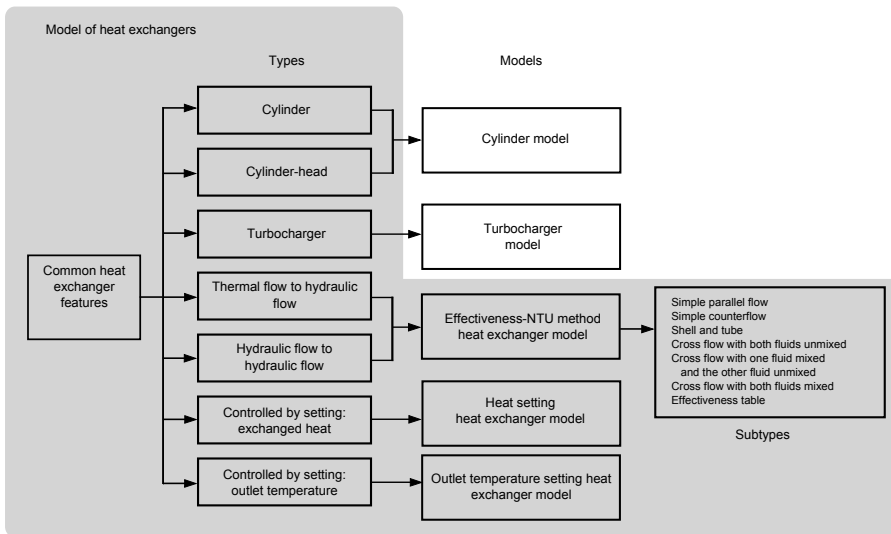 Model of heat exchangers
Types
Models
Cylinder
Cylinder model
Cylinder-head
Turbocharger
Turbocharger
model
Common heat
exchanger
features
Thermal flow to hydraulic
flow
Effectiveness-NTU method
heat exchanger model
Hydraulic flow to
hydraulic flow
Simple parallel flow
Simple counterflow
Shell and tube
Cross flow with both fluids unmixed
Cross flow with one fluid mixed
and the other fluid unmixed
Cross flow with both fluids mixed
Effectiveness table
Subtypes
Controlled by setting:
exchanged heat
Heat setting
heat exchanger model
Controlled by setting:
outlet temperature
Outlet temperature setting heat
exchanger model